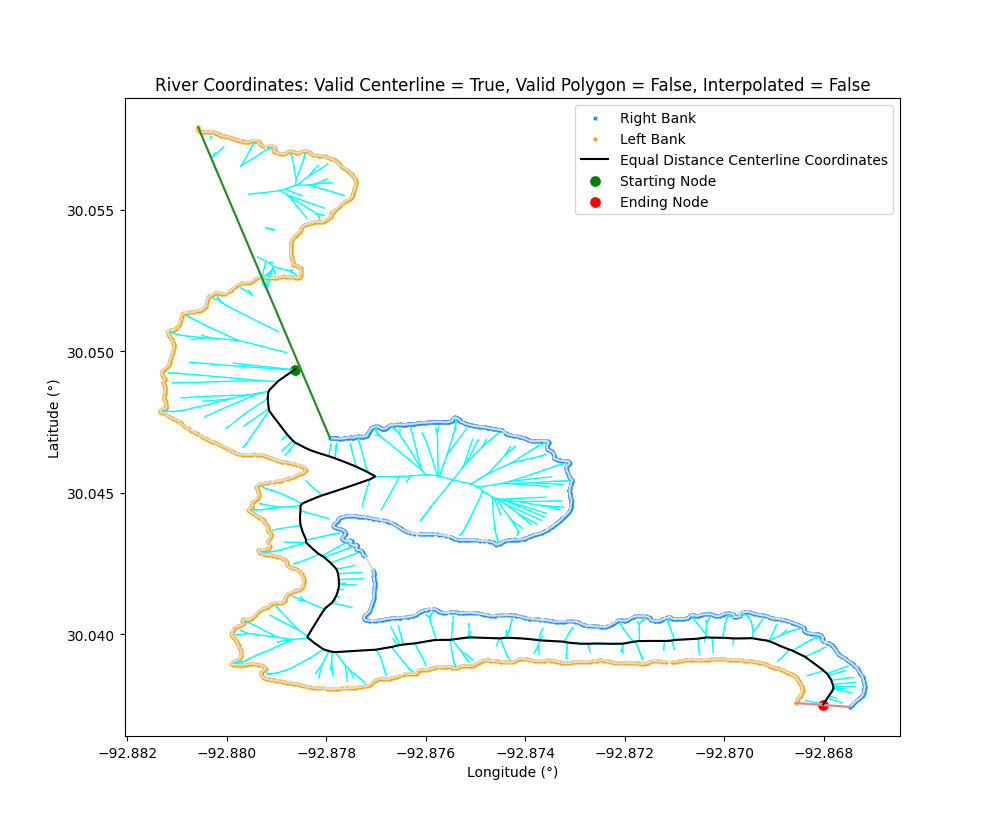 River Coordinates: Valid Centerline = True, Valid Polygon = False, Interpolated = False
Right Bank
Left Bank
Equal Distance Centerline Coordinates
Starting Node
Ending Node
30.055
30.050
30.045
30.040
Latitude (°)
−92.882 −92.880 −92.878 −92.876 −92.874 −92.872 −92.870 −92.868
Longitude (°)